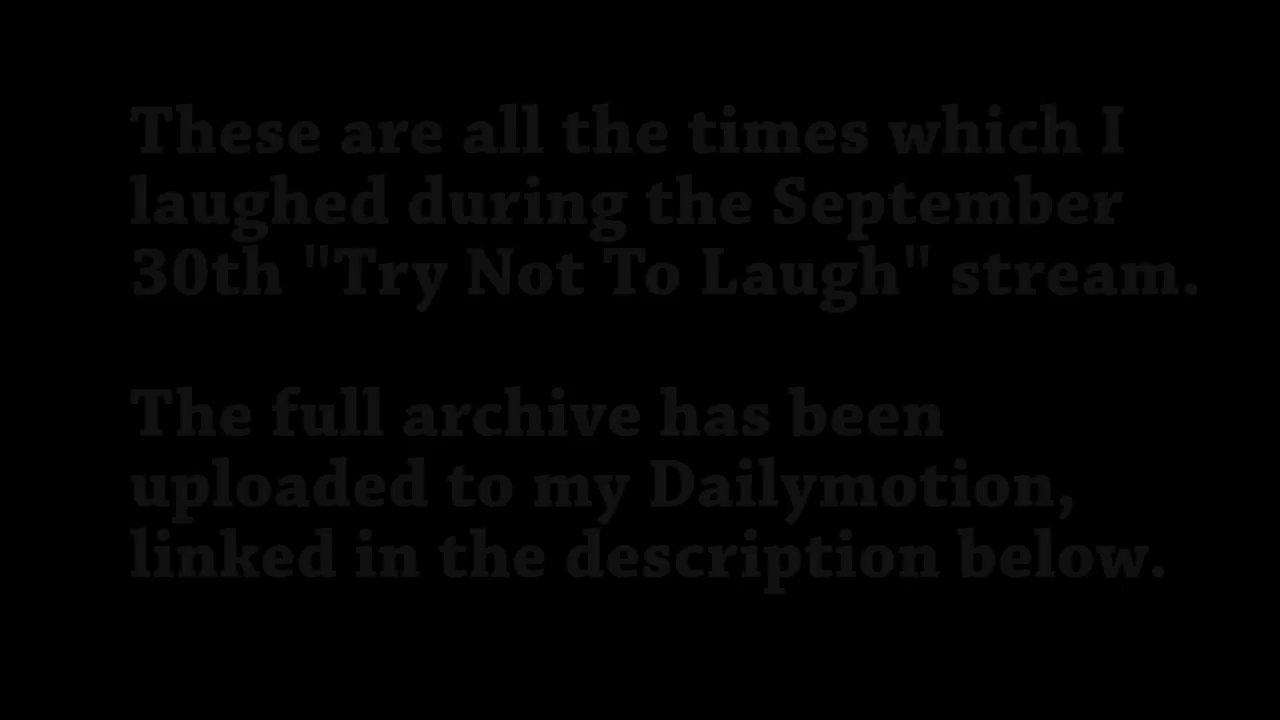 These are all the times which I
laughed during the September
30th "Try Not To Laugh" stream.
The full archive has been
uploaded to my Dailymotion,
linked in the description below.